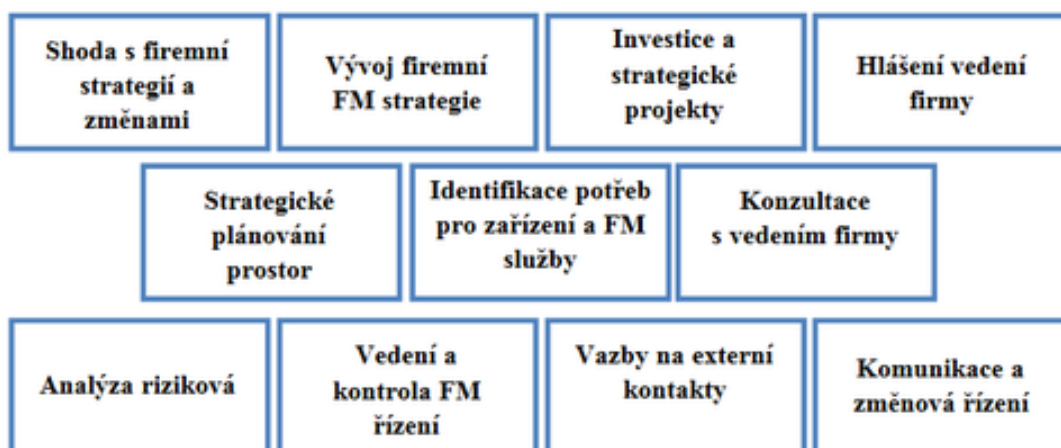 Shoda s firemní
strategií a
změnami
Vývoj firemní
FM strategie
Investice a
strategické
projekty
Hlášení vedení
firmy
Strategické
plánování
prostor
Identifikace potřeb
pro zařízení a FM
služby
Konzultace
s vedením firmy
Analýza riziková
Vedení a
kontrola FM
řízení
Vazby na externí
kontakty
Komunikace a
změnová řízení